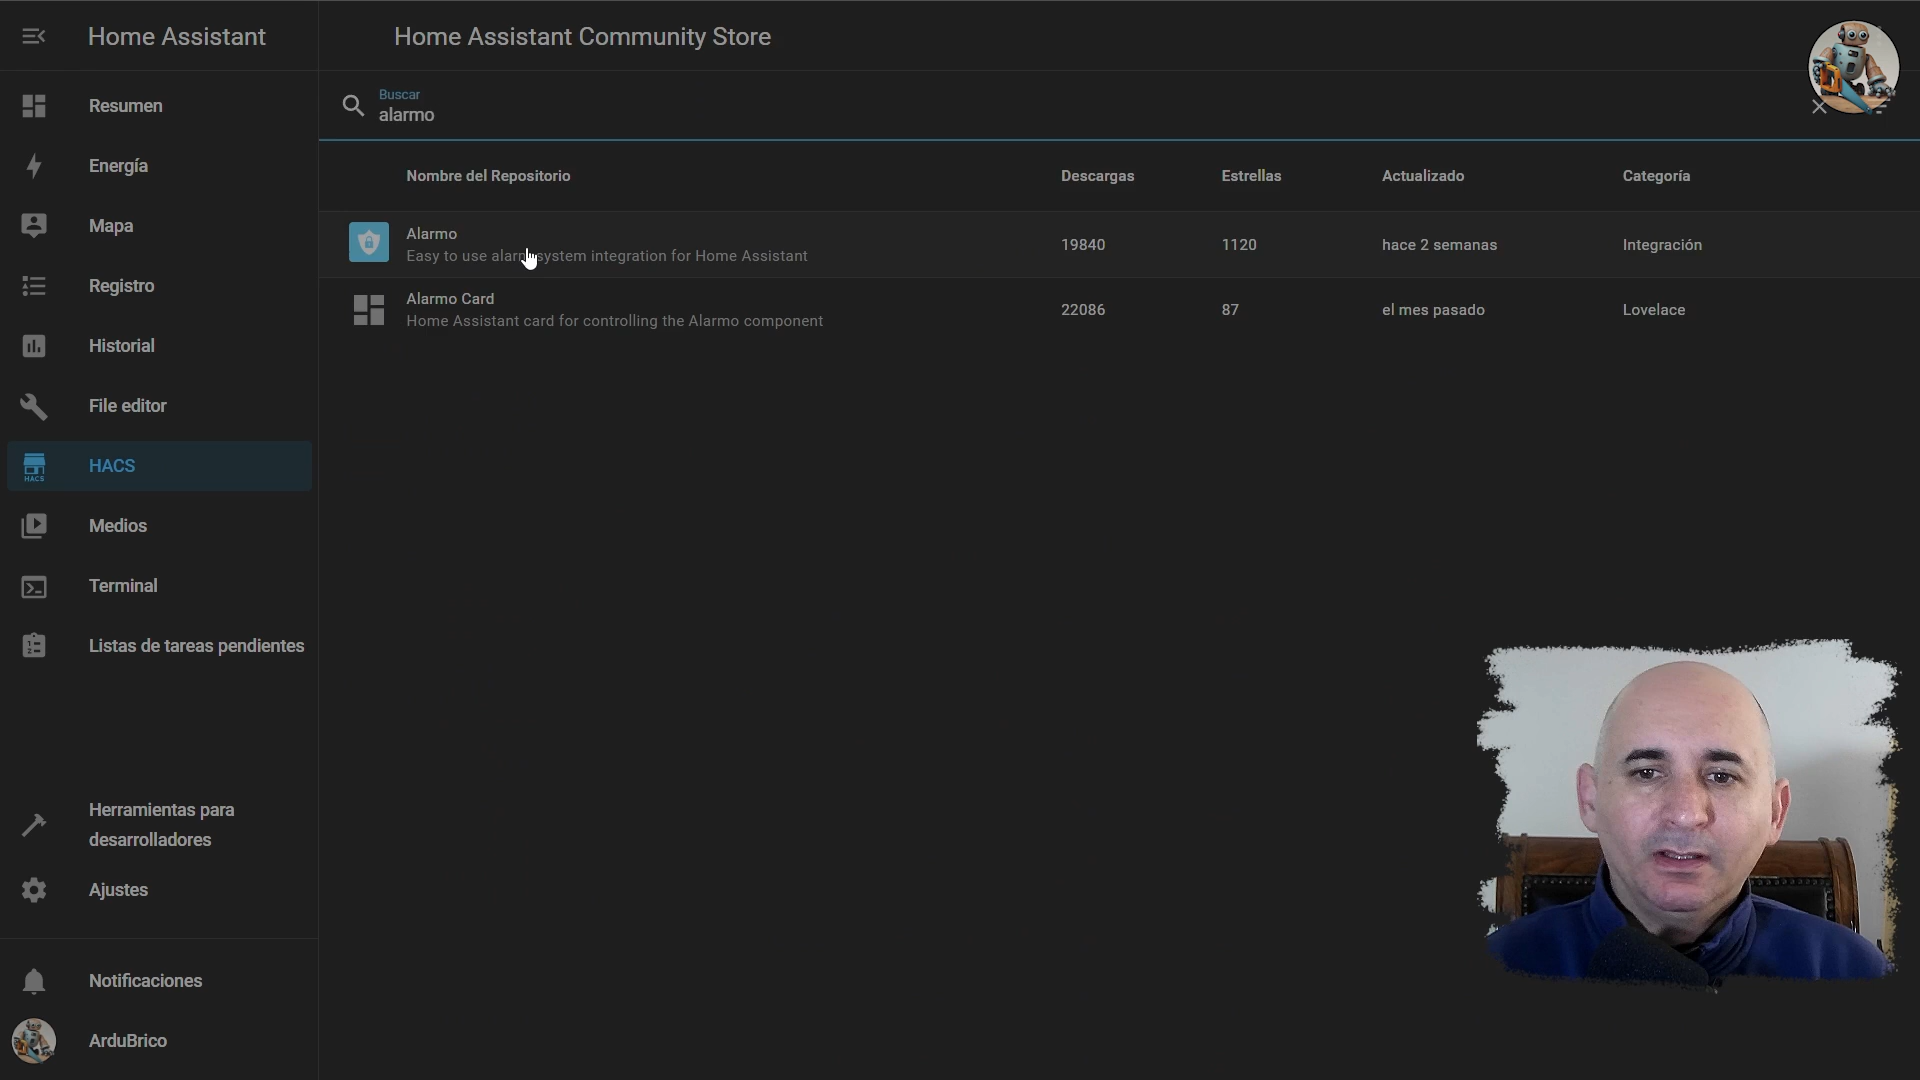 Home Assistant
Home Assistant Community Store
Buscar
alarmo
Resumen
Energía
Mapa
Registro
Historial
File editor
HACS
HACS
Medios
Terminal
Listas de tareas pendientes
Herramientas para
desarrolladores
Ajustes
Notificaciones
ArduBrico
Nombre del Repositorio Descargas Estrellas Actualizado Categoría
Alarmo
Easy to use alarm system integration for Home Assistant
19840 1120 hace 2 semanas Integración
Alarmo Card
Home Assistant card for controlling the Alarmo component
22086 87 el mes pasado Lovelace